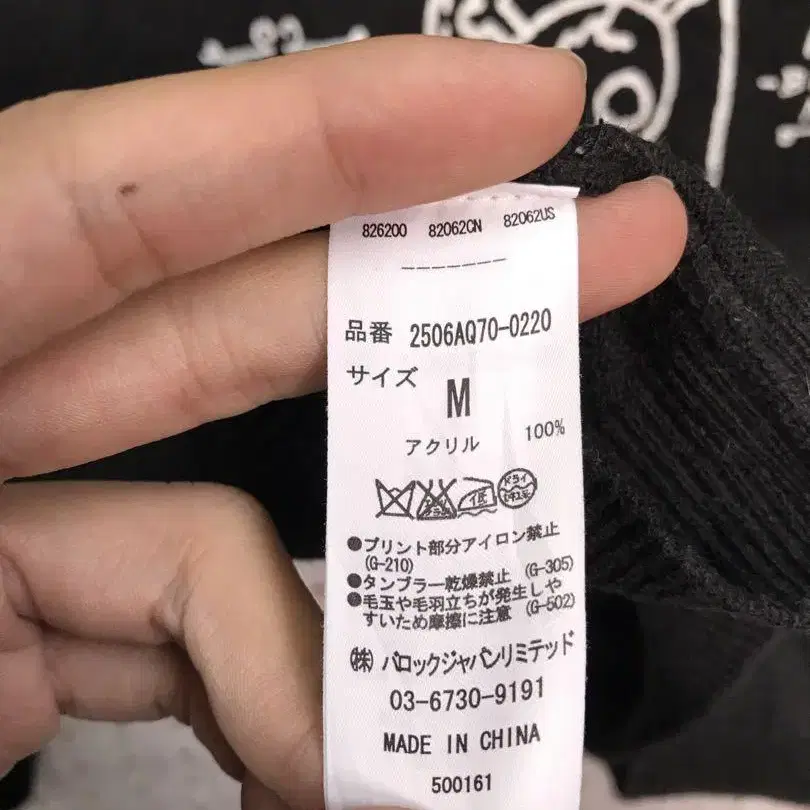 826200 82062CN 82062US
-------
品番 2506AQ70-0220
サイズ
M
アクリル 100%
●プリント部分アイロン禁止
(G-210)
●タンブラー乾燥禁止 (G-305)
●毛玉や毛羽立ちが発生しや
すいため摩擦に注意 (G-502)
㈱バロックジャパンリミテッド
03-6730-9191
MADE IN CHINA
500161